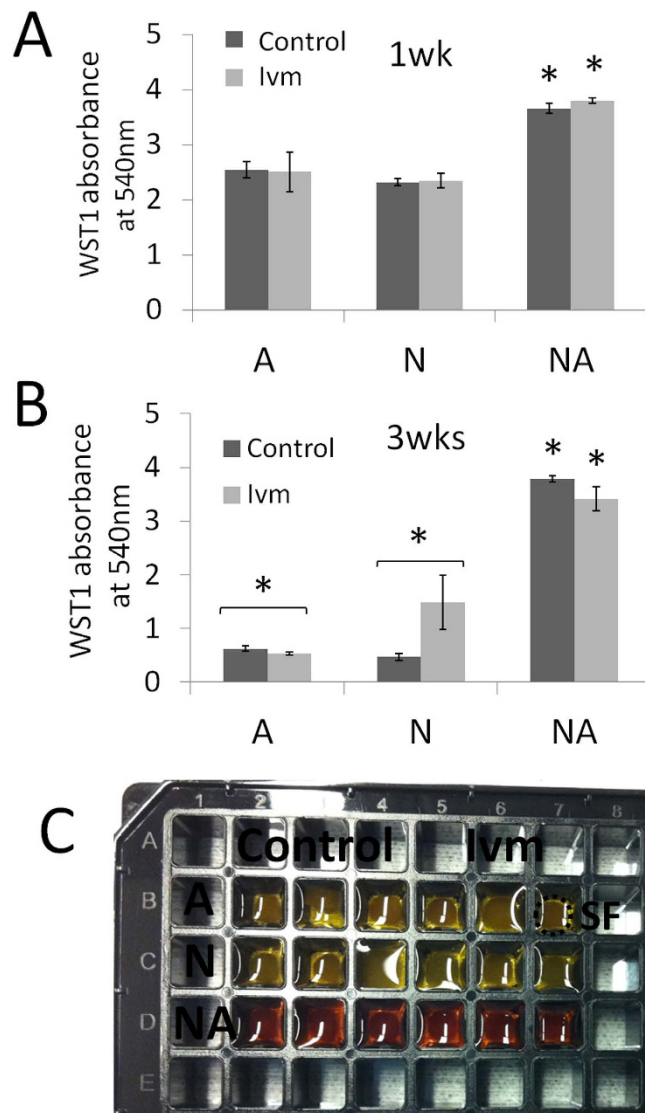 A
5
4
3
2
1
0
WST1 absorbance
at 540nm
Control
Ivm
1wk
* *
A N NA
B
5
4
3
2
1
0
WST1 absorbance
at 540nm
Control
Ivm
3wks
* * * *
A N NA
C
1 2 3 4 5 6 7 8
A Control Ivm
B A SF
C N
D NA
E